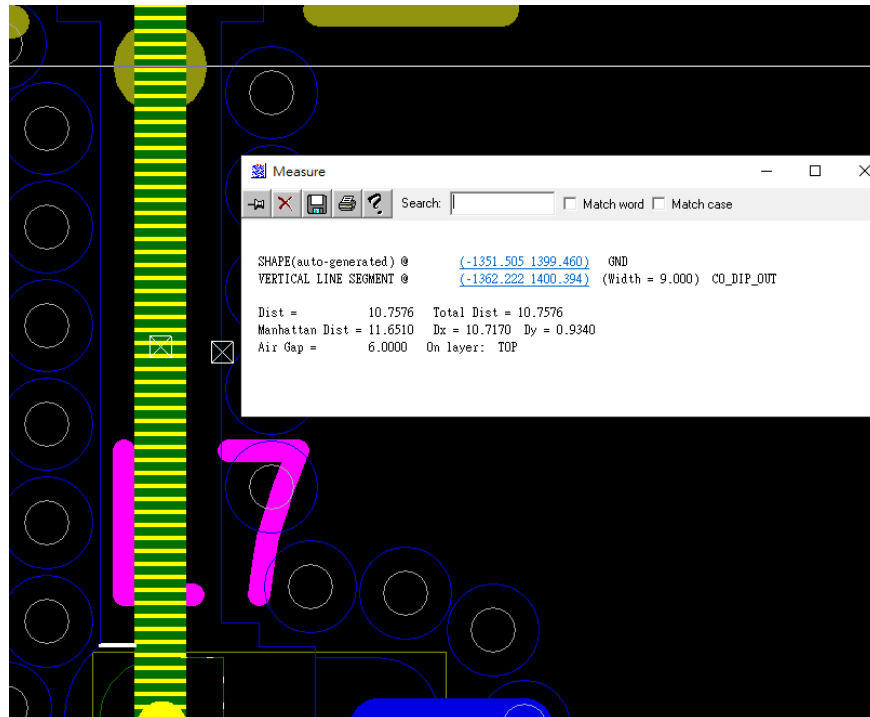 Measure
Search: Match word Match case
SHAPE(auto-generated) @ (-1351.505 1399.460) GND
VERTICAL LINE SEGMENT @ (-1362.222 1400.394) (Width = 9.000) CO_DIP_OUT
Dist = 10.7576 Total Dist = 10.7576
Manhattan Dist = 11.6510 Dx = 10.7170 Dy = 0.9340
Air Gap = 6.0000 On layer: TOP
L7